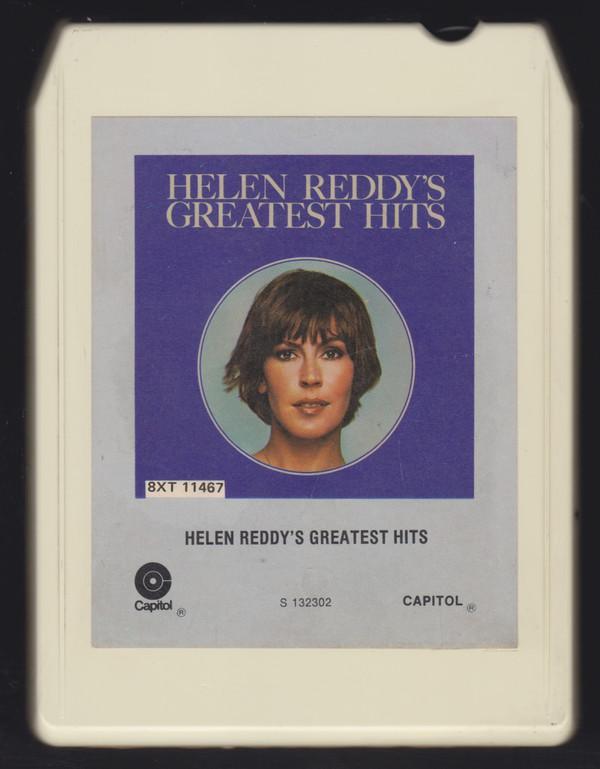 HELEN REDDY'S
GREATEST HITS
8XT 11467
HELEN REDDY'S GREATEST HITS
Capitol ®
S 132302
CAPITOL ®